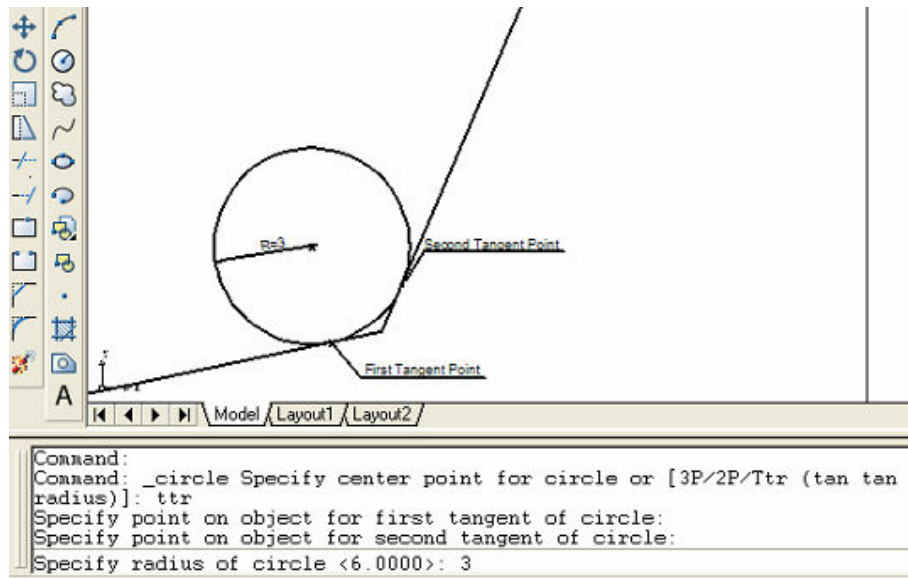 R=3
Second Tangent Point
First Tangent Point
A
Model Layout1 Layout2
Command:
Command: _circle Specify center point for circle or [3P/2P/Ttr (tan tan
radius)]: ttr
Specify point on object for first tangent of circle:
Specify point on object for second tangent of circle:
Specify radius of circle <6.0000>: 3